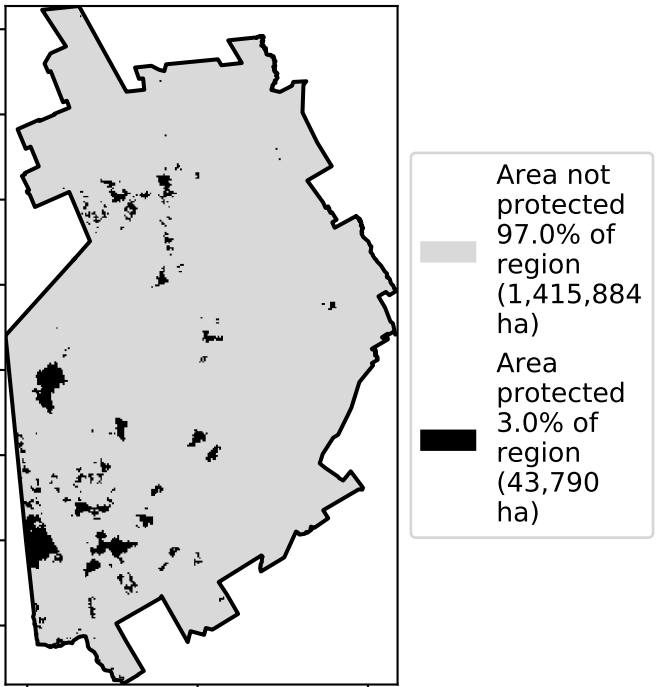 Area not
protected
97.0% of
region
(1,415,884
ha)
Area
protected
3.0% of
region
(43,790
ha)